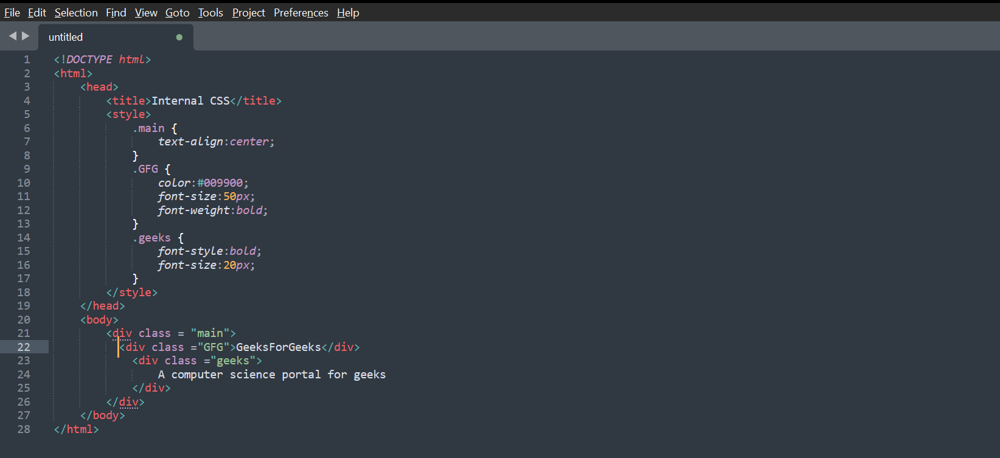 File Edit Selection Find View Goto Tools Project Preferences Help
untitled
1 <!DOCTYPE html>
2 <html>
3     <head>
4         <title>Internal CSS</title>
5         <style>
6             .main {
7                 text-align:center;
8             }
9             .GFG {
10                 color:#009900;
11                 font-size:50px;
12                 font-weight:bold;
13             }
14             .geeks {
15                 font-style:bold;
16                 font-size:20px;
17             }
18         </style>
19     </head>
20     <body>
21         <div class = "main">
22           <div class ="GFG">GeeksForGeeks</div>
23             <div class ="geeks">
24                 A computer science portal for geeks
25             </div>
26         </div>
27     </body>
28 </html>